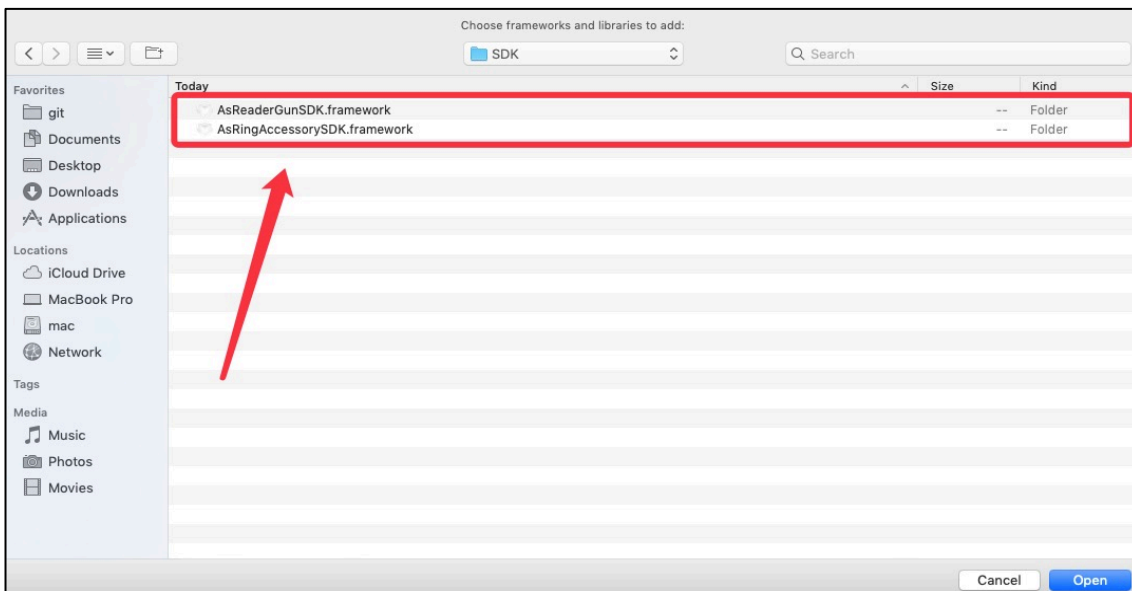 Choose frameworks and libraries to add:
SDK
Search
Favorites
git
Documents
Desktop
Downloads
Applications
Locations
iCloud Drive
MacBook Pro
mac
Network
Tags
Media
Music
Photos
Movies
Today Size Kind
AsReaderGunSDK.framework -- Folder
AsRingAccessorySDK.framework -- Folder
Cancel Open